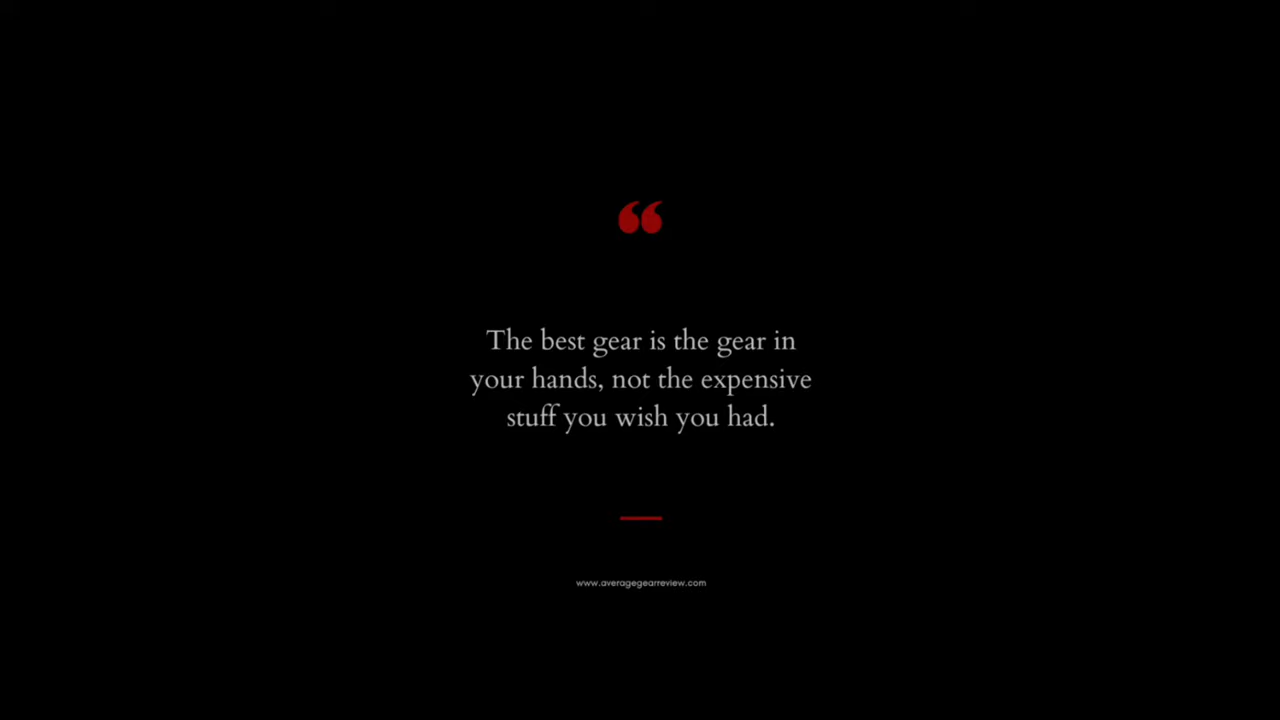 “
The best gear is the gear in
your hands, not the expensive
stuff you wish you had.
www.averagegearreview.com